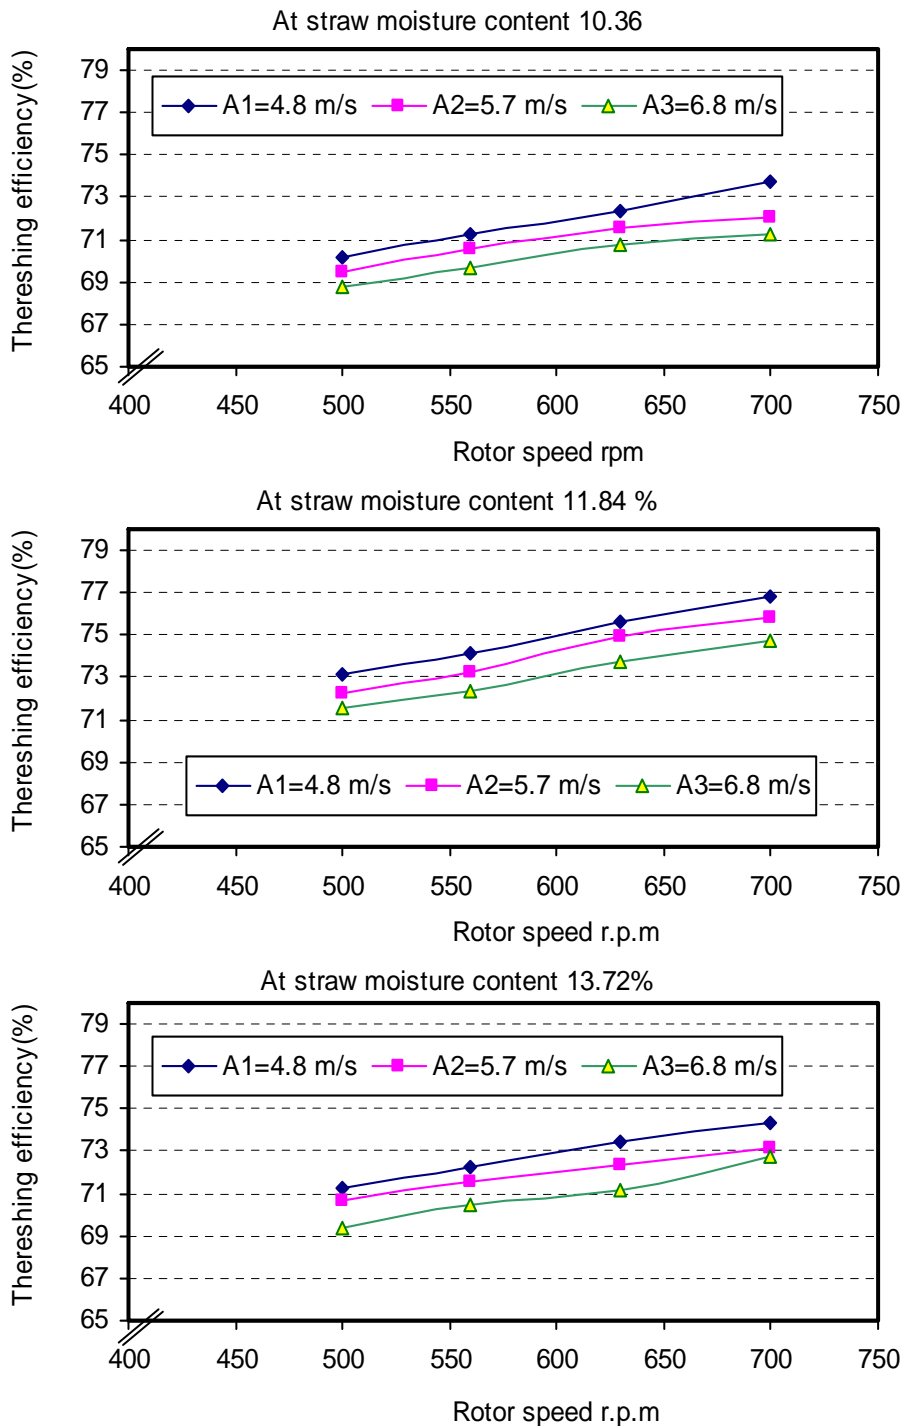 At straw moisture content 10.36
Thereshing efficiency(%)
79
77
75
73
71
69
67
65
A1=4.8 m/s A2=5.7 m/s A3=6.8 m/s
400 450 500 550 600 650 700 750
Rotor speed rpm
At straw moisture content 11.84 %
Thereshing efficiency(%)
79
77
75
73
71
69
67
65
A1=4.8 m/s A2=5.7 m/s A3=6.8 m/s
400 450 500 550 600 650 700 750
Rotor speed r.p.m
At straw moisture content 13.72%
Thereshing efficiency(%)
79
77
75
73
71
69
67
65
A1=4.8 m/s A2=5.7 m/s A3=6.8 m/s
400 450 500 550 600 650 700 750
Rotor speed r.p.m